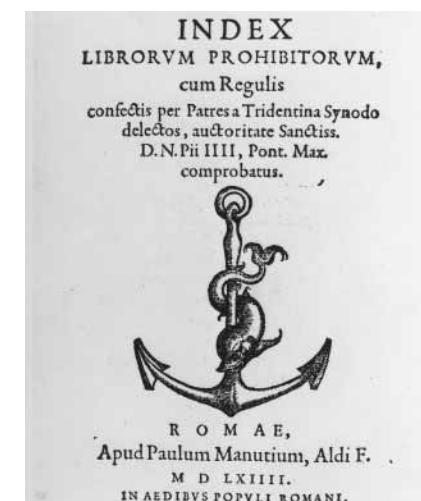 INDEX
LIBRORVM PROHIBITORVM,
cum Regulis
confectis per Patres a Tridentina Synodo
delectos, auctoritate Sanctiss.
D. N. Pii IIII, Pont. Max.
comprobatus.
ROMAE,
Apud Paulum Manutium, Aldi F.
M D LXIIII.
IN AEDIBVS POPVLI ROMANI.